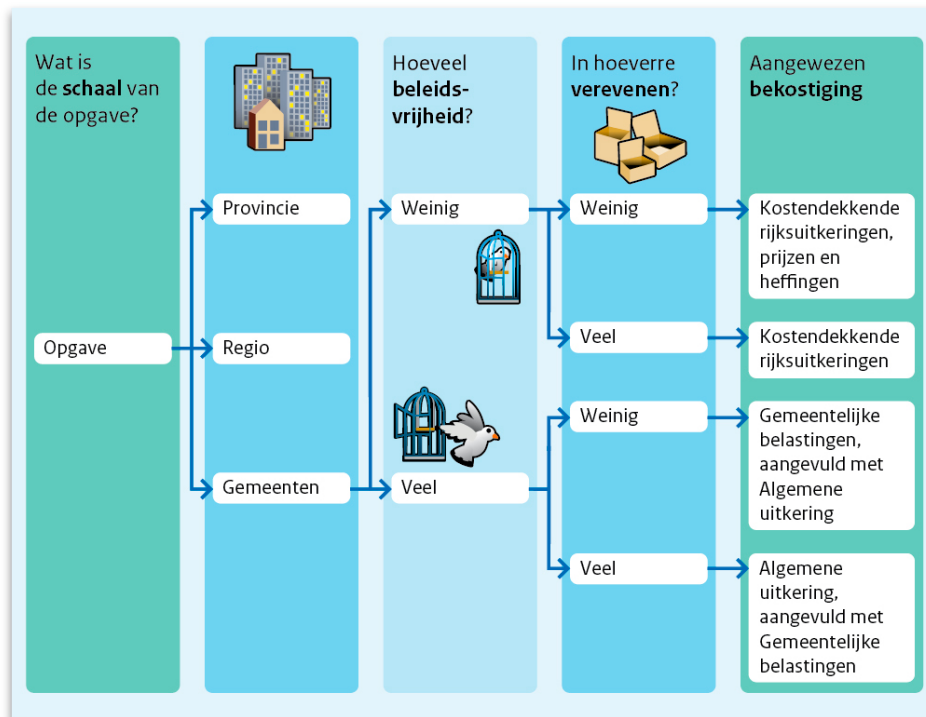 Wat is
de schaal van
de opgave?
Hoeveel
beleids-
vrijheid?
In hoeverre
verevenen?
Aangewezen
bekostiging
Opgave
Provincie
Regio
Gemeenten
Weinig
Veel
Weinig
Veel
Weinig
Veel
Kostendekkende
rijksuitkeringen,
prijzen en
heffingen
Kostendekkende
rijksuitkeringen
Gemeentelijke
belastingen,
aangevuld met
Algemene
uitkering
Algemene
uitkering,
aangevuld met
Gemeentelijke
belastingen